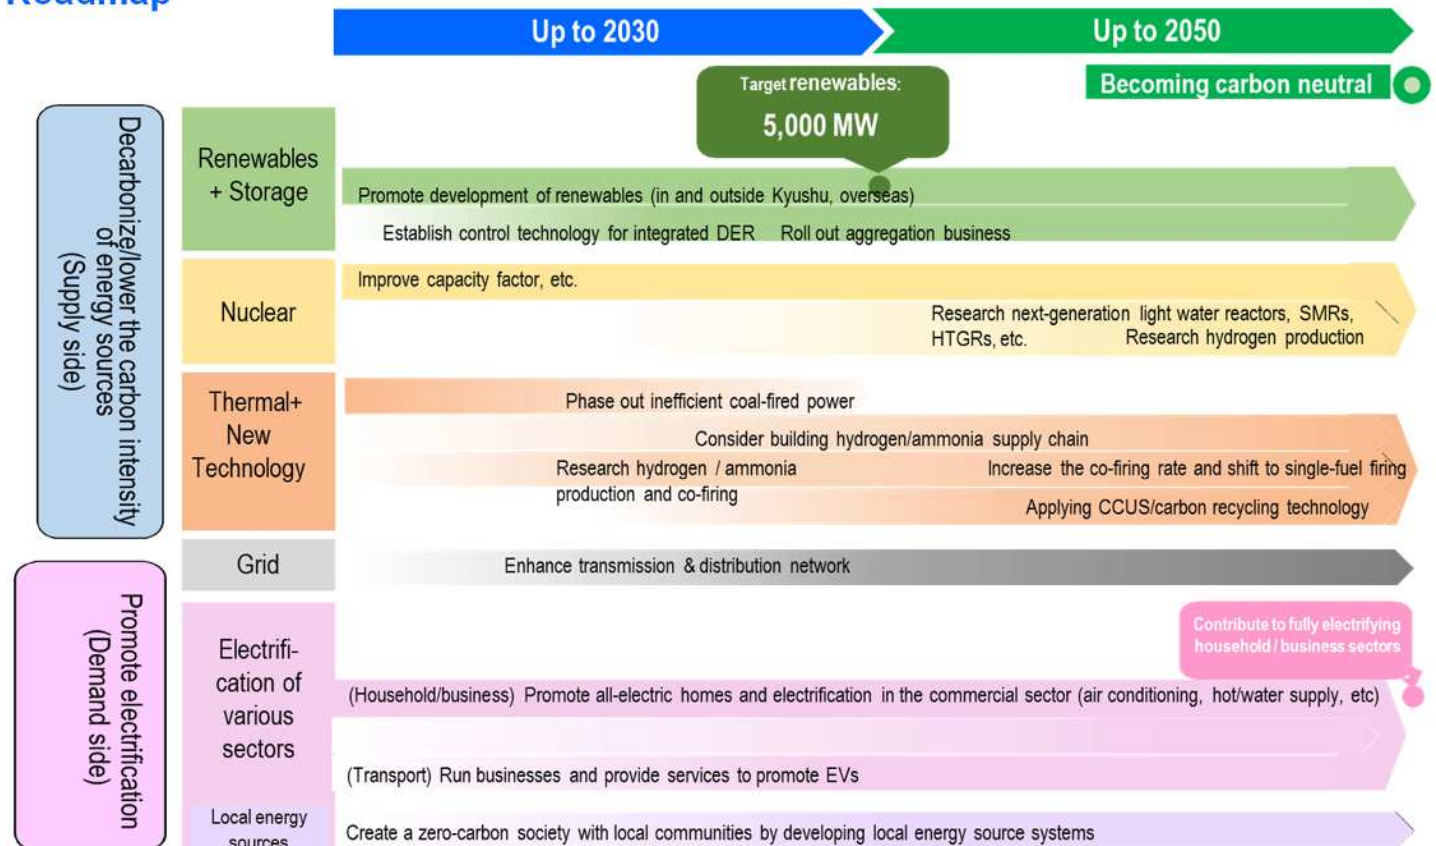 Roadmap
Up to 2030
Up to 2050
Target renewables:
5,000 MW
Becoming carbon neutral
Decarbonize/lower the carbon intensity
of energy sources
(Supply side)
Renewables
+ Storage
Promote development of renewables (in and outside Kyushu, overseas)
Establish control technology for integrated DER Roll out aggregation business
Nuclear
Improve capacity factor, etc.
Research next-generation light water reactors, SMRs,
HTGRs, etc. Research hydrogen production
Thermal+
New
Technology
Phase out inefficient coal-fired power
Consider building hydrogen/ammonia supply chain
Research hydrogen / ammonia
production and co-firing
Increase the co-firing rate and shift to single-fuel firing
Applying CCUS/carbon recycling technology
Grid
Enhance transmission & distribution network
Promote electrification
(Demand side)
Electrifi-
cation of
various
sectors
Contribute to fully electrifying
household / business sectors
(Household/business) Promote all-electric homes and electrification in the commercial sector (air conditioning, hot/water supply, etc)
(Transport) Run businesses and provide services to promote EVs
Local energy
sources
Create a zero-carbon society with local communities by developing local energy source systems